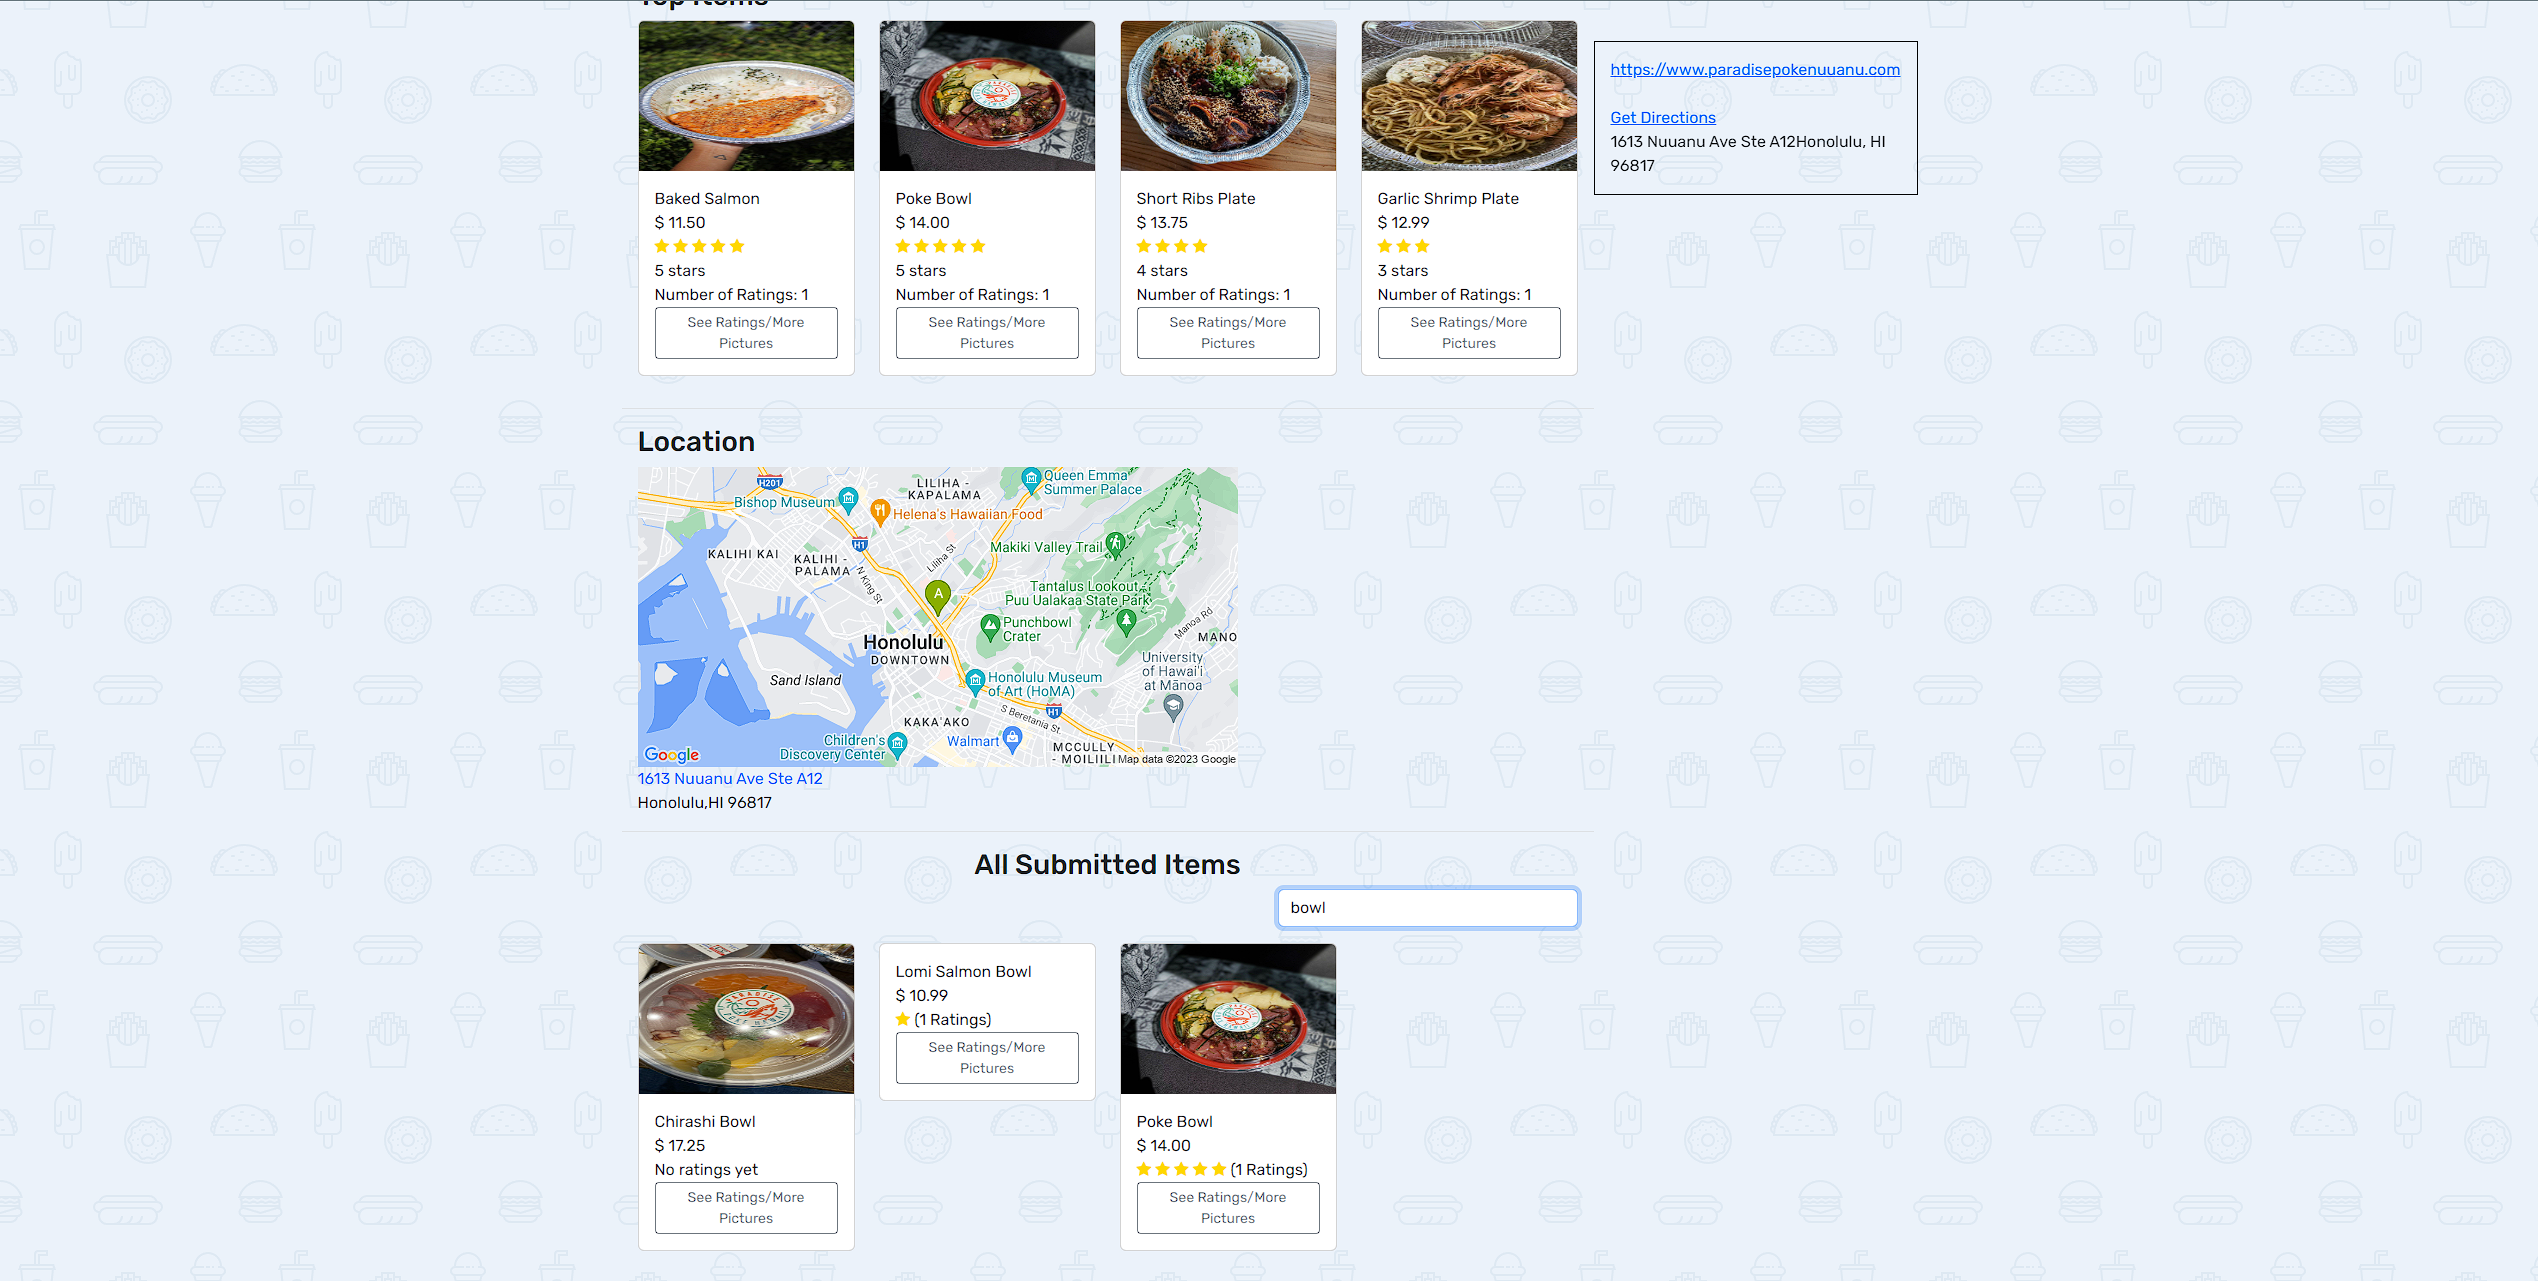 Top Items
Baked Salmon
$ 11.50
5 stars
Number of Ratings: 1
See Ratings/More
Pictures
Poke Bowl
$ 14.00
5 stars
Number of Ratings: 1
See Ratings/More
Pictures
Short Ribs Plate
$ 13.75
4 stars
Number of Ratings: 1
See Ratings/More
Pictures
Garlic Shrimp Plate
$ 12.99
3 stars
Number of Ratings: 1
See Ratings/More
Pictures
https://www.paradisepokenuuanu.com
Get Directions
1613 Nuuanu Ave Ste A12Honolulu, HI
96817
Location
H201
Bishop Museum
LILIHA -
KAPALAMA
Queen Emma
Summer Palace
Helena's Hawaiian Food
H1
KALIHI KAI
KALIHI -
PALAMA
N King St
Liliha St
Makiki Valley Trail
Tantalus Lookout -
Puu Ualakaa State Park
A
Punchbowl
Crater
Manoa Rd
MANO
Honolulu
DOWNTOWN
University
of Hawai'i
at Mānoa
Sand Island
Honolulu Museum
of Art (HoMA)
S Beretania St.
H1
KAKA'AKO
Children's
Discovery Center
Walmart
MCCULLY
- MOILIILI
Google
Map data ©2023 Google
1613 Nuuanu Ave Ste A12
Honolulu,HI 96817
All Submitted Items
bowl
PARADISE
POKE HAWAII
Chirashi Bowl
$ 17.25
No ratings yet
See Ratings/More
Pictures
Lomi Salmon Bowl
$ 10.99
(1 Ratings)
See Ratings/More
Pictures
Poke Bowl
$ 14.00
(1 Ratings)
See Ratings/More
Pictures